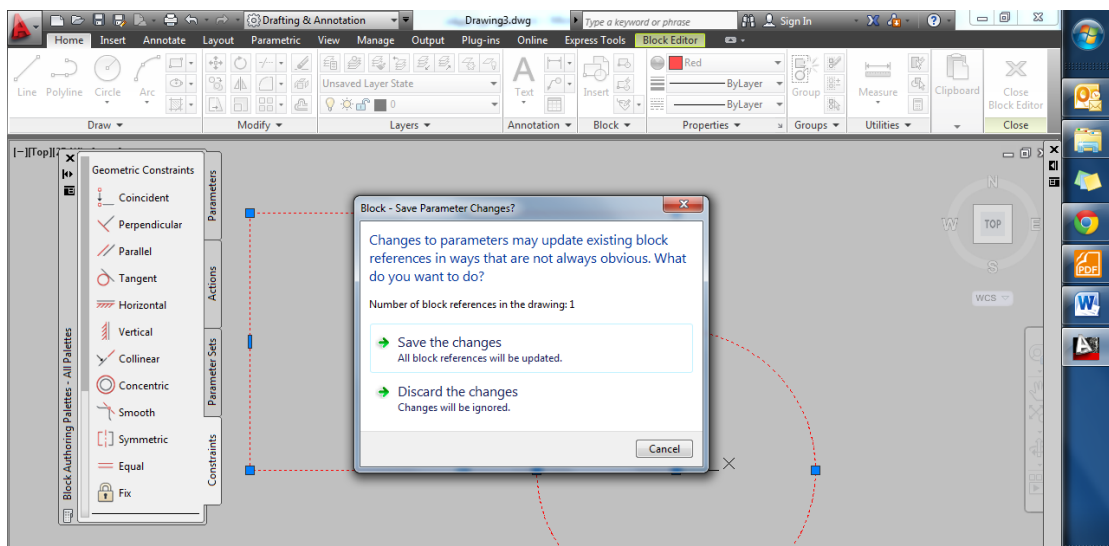 Drafting & Annotation
Drawing3.dwg
Type a keyword or phrase
Sign In
Home Insert Annotate Layout Parametric View Manage Output Plug-ins Online Express Tools Block Editor
Line Polyline Circle Arc
Unsaved Layer State
0
Text
Insert
Red
ByLayer
ByLayer
Group
Measure
Clipboard
Close
Block Editor
Draw Modify Layers Annotation Block Properties Groups Utilities Close
[−][Top]
Block Authoring Palettes - All Palettes
Geometric Constraints
Coincident
Perpendicular
Parallel
Tangent
Horizontal
Vertical
Collinear
Concentric
Smooth
Symmetric
Equal
Fix
Parameters
Actions
Parameter Sets
Constraints
Block - Save Parameter Changes?
Changes to parameters may update existing block
references in ways that are not always obvious. What
do you want to do?
Number of block references in the drawing: 1
Save the changes
All block references will be updated.
Discard the changes
Changes will be ignored.
Cancel
N
W TOP E
S
WCS
PDF
W